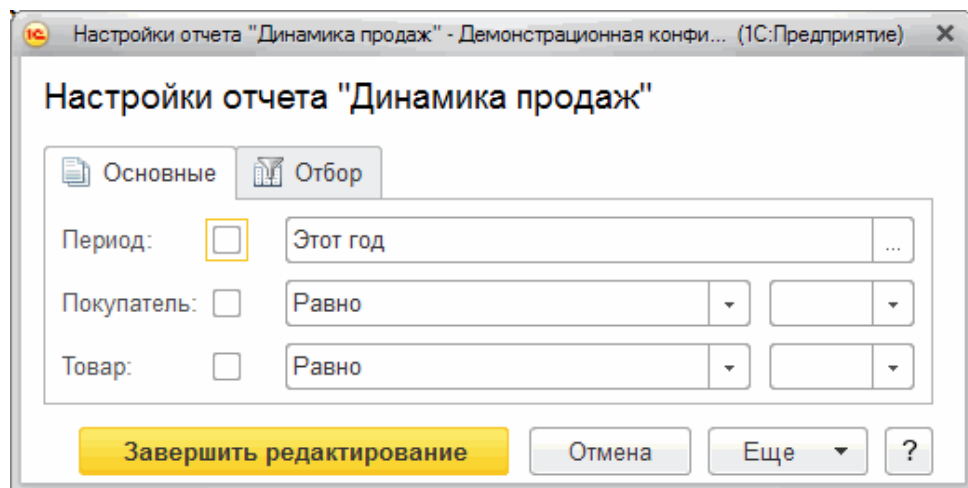 1С Настройки отчета "Динамика продаж" - Демонстрационная конфи... (1С:Предприятие)
Настройки отчета "Динамика продаж"
Основные Отбор
Период: Этот год ...
Покупатель: Равно
Товар: Равно
Завершить редактирование Отмена Еще ?